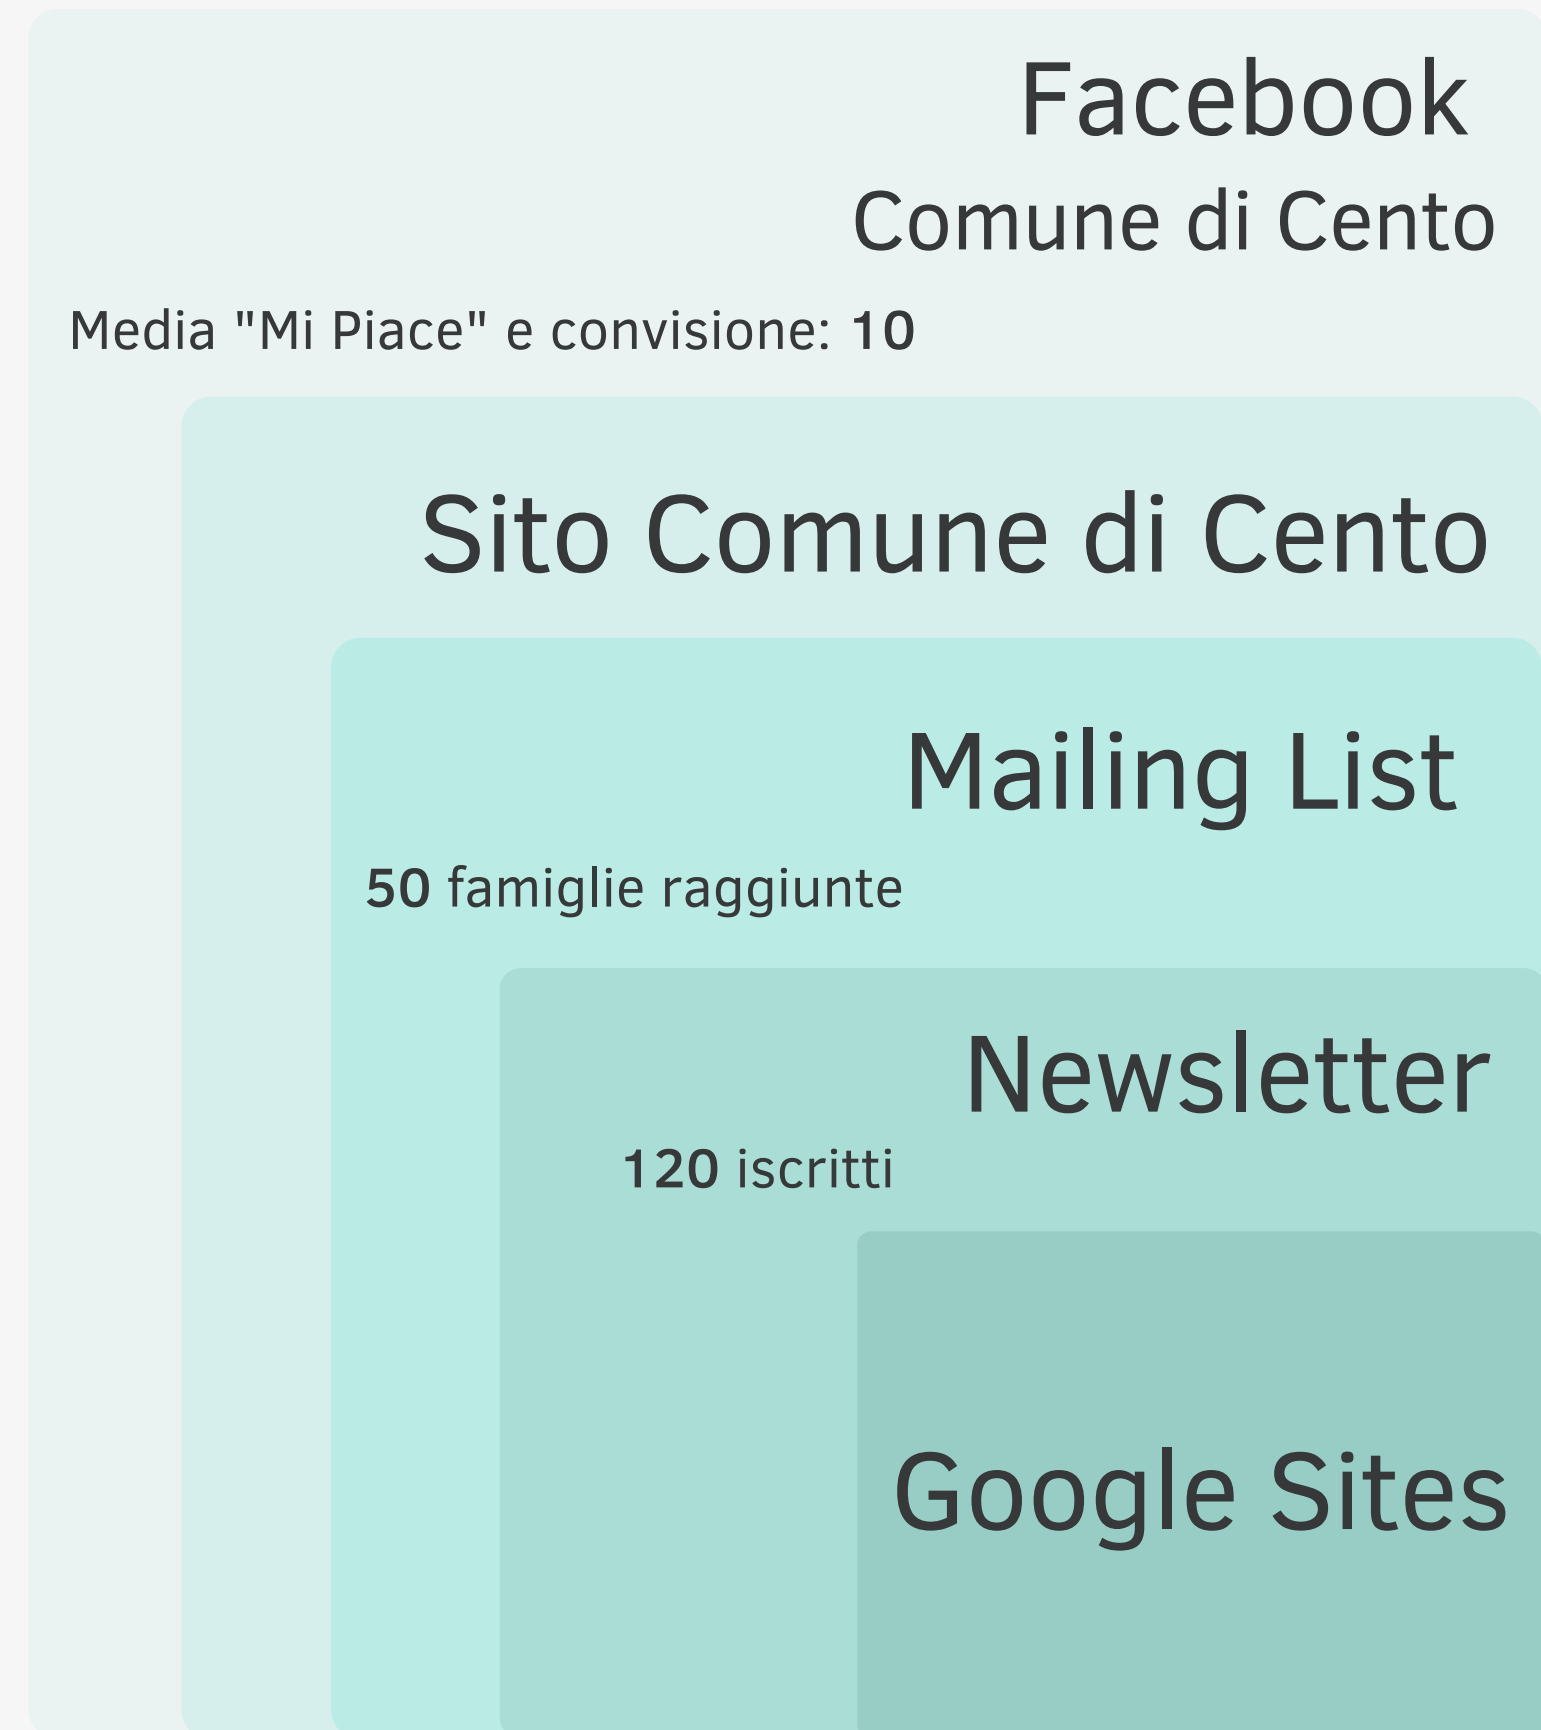 Facebook
Comune di Cento
Media "Mi Piace" e convisione: 10
Sito Comune di Cento
Mailing List
50 famiglie raggiunte
Newsletter
120 iscritti
Google Sites